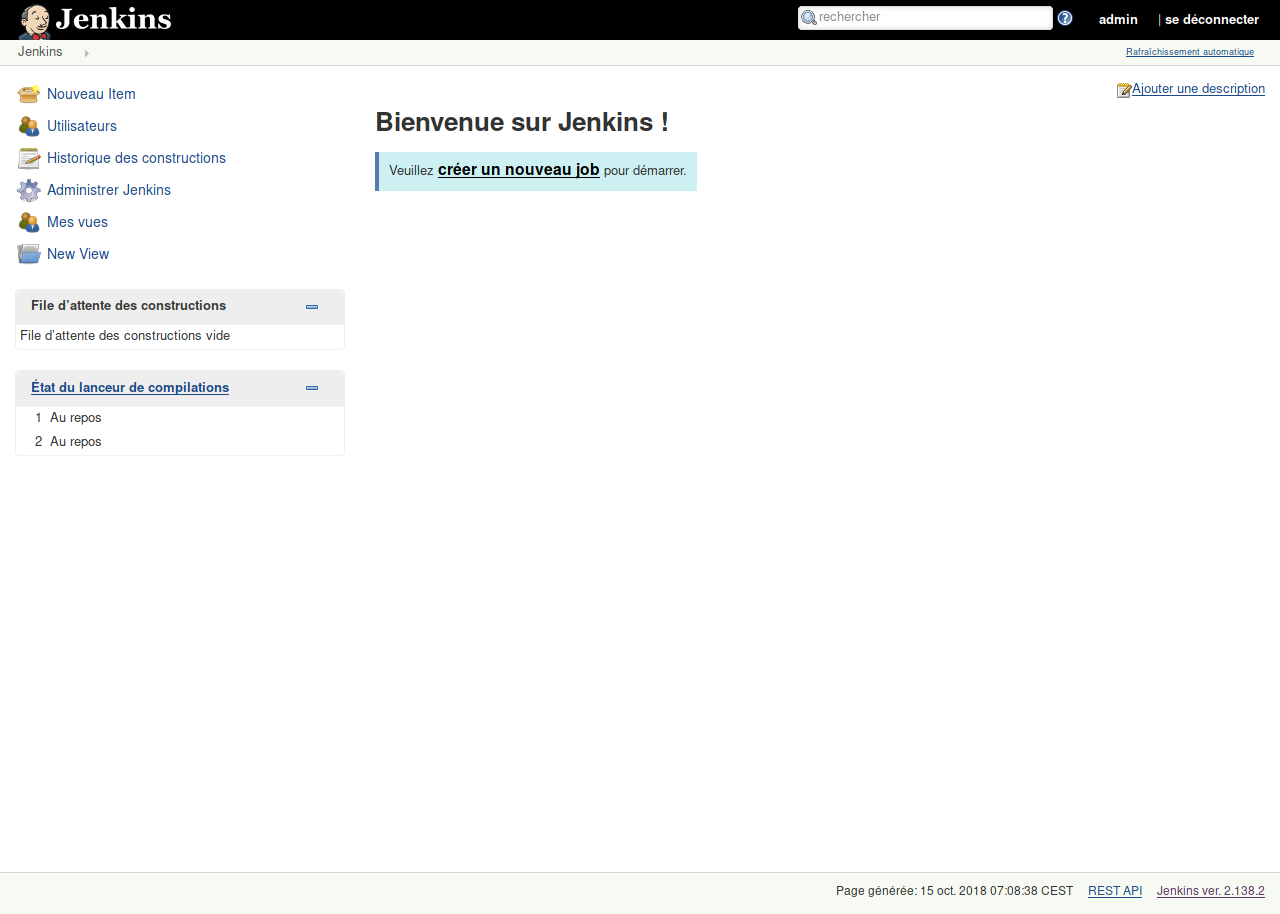 Jenkins
rechercher
admin
| se déconnecter
Jenkins
Rafraîchissement automatique
Nouveau Item
Utilisateurs
Historique des constructions
Administrer Jenkins
Mes vues
New View
File d'attente des constructions
File d'attente des constructions vide
État du lanceur de compilations
1 Au repos
2 Au repos
Ajouter une description
Bienvenue sur Jenkins !
Veuillez créer un nouveau job pour démarrer.
Page générée: 15 oct. 2018 07:08:38 CEST REST API Jenkins ver. 2.138.2